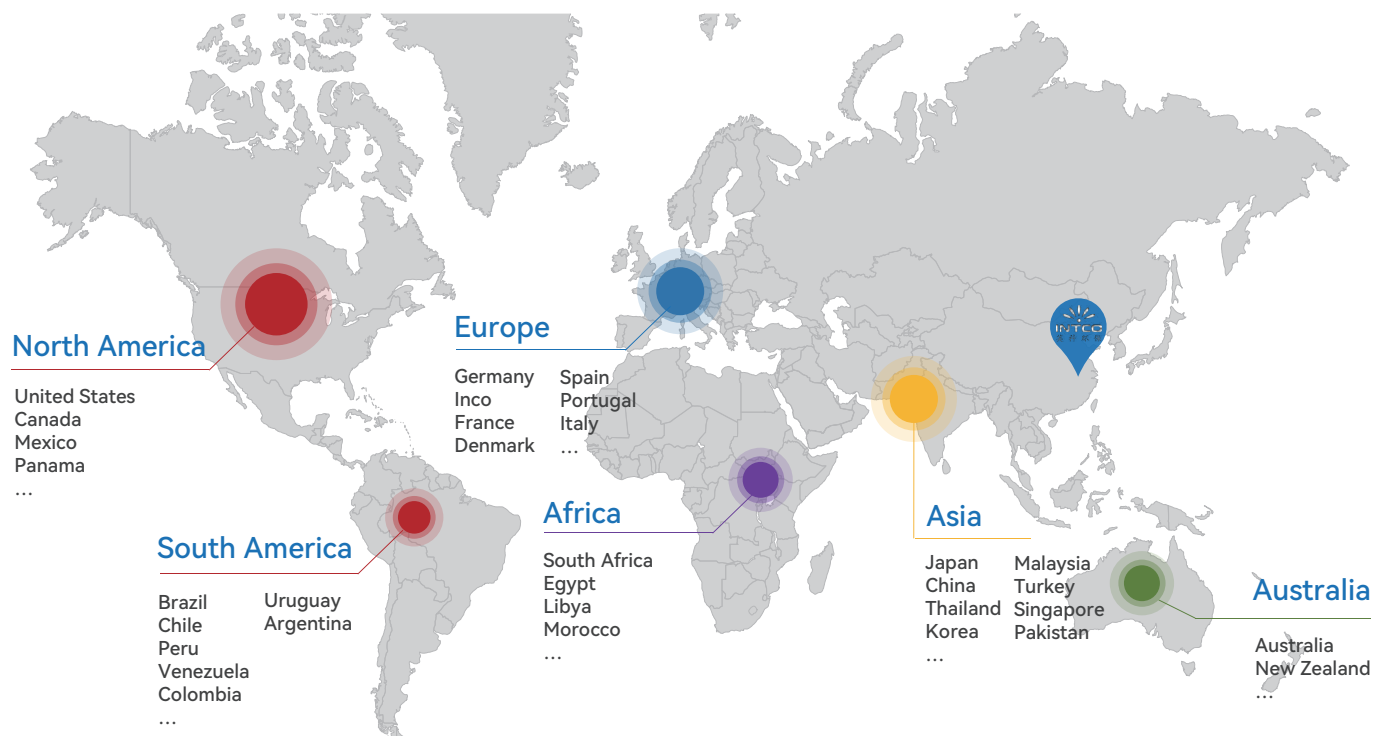 INTEC
North America
United States
Canada
Mexico
Panama
...
South America
Brazil
Chile
Peru
Venezuela
Colombia
...
Uruguay
Argentina
Europe
Germany
Inco
France
Denmark
Spain
Portugal
Italy
...
Africa
South Africa
Egypt
Libya
Morocco
...
Asia
Japan
China
Thailand
Korea
...
Malaysia
Turkey
Singapore
Pakistan
Australia
Australia
New Zealand
...